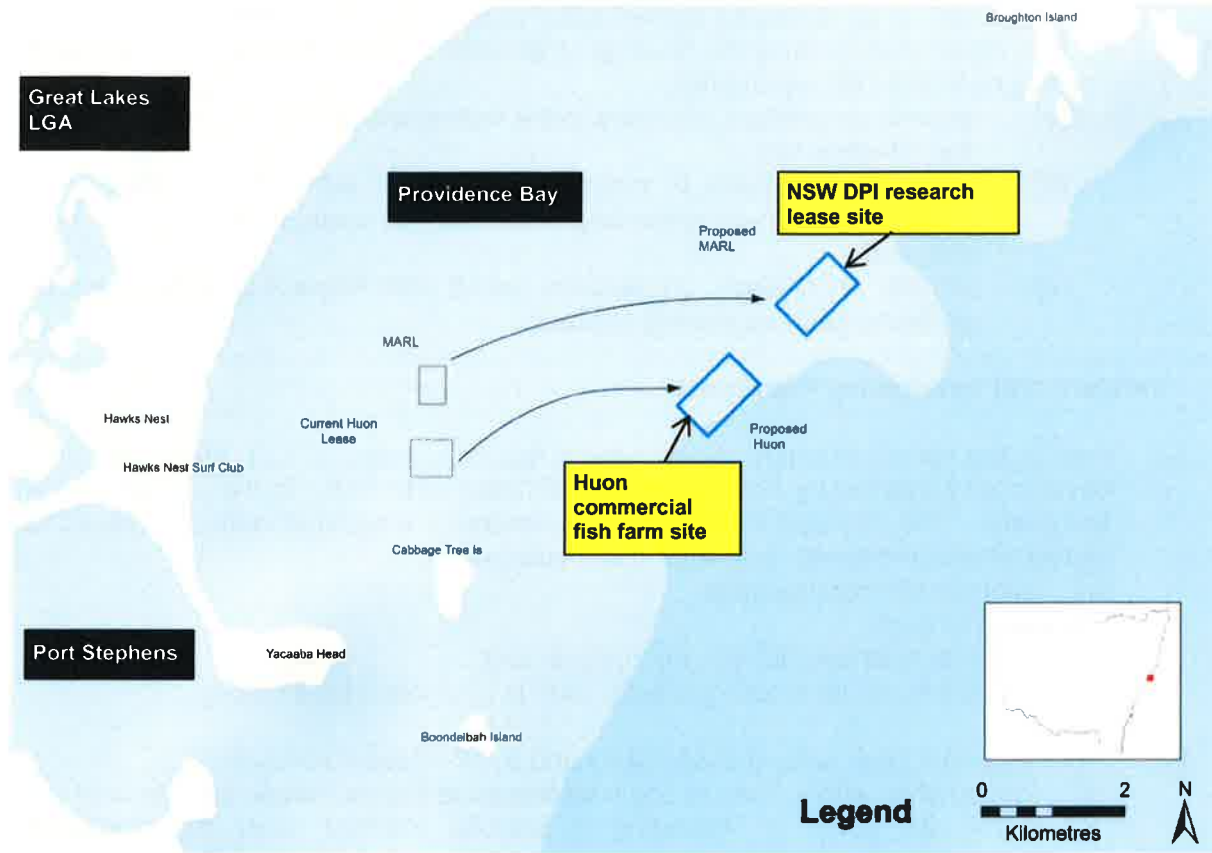 Broughton Island
Great Lakes
LGA
Providence Bay
NSW DPI research
lease site
Proposed
MARL
MARL
Hawks Nest
Current Huon
Lease
Proposed
Huon
Hawks Nest Surf Club
Huon
commercial
fish farm site
Cabbage Tree Is
Port Stephens
Yacaaba Head
Boondelbah Island
Legend
0 2
Kilometres
N